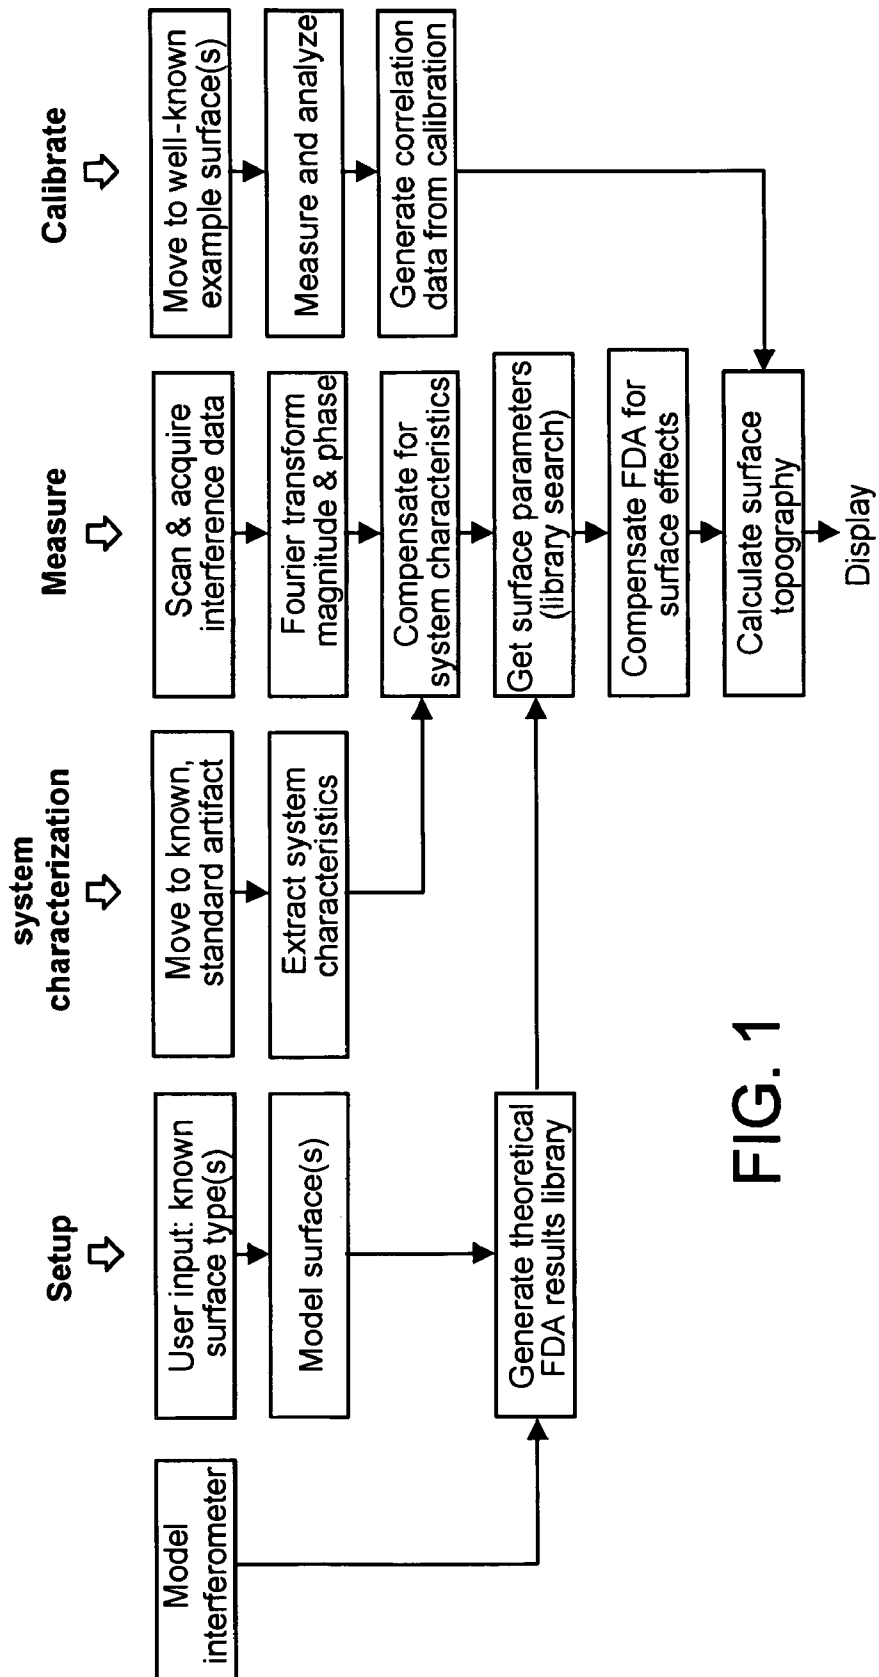 Setup
system
characterization
Measure
Calibrate
Model
interferometer
User input: known
surface type(s)
Model surface(s)
Generate theoretical
FDA results library
Move to known,
standard artifact
Extract system
characteristics
Scan & acquire
interference data
Fourier transform
magnitude & phase
Compensate for
system characteristics
Get surface parameters
(library search)
Compensate FDA for
surface effects
Calculate surface
topography
Display
Move to well-known
example surface(s)
Measure and analyze
Generate correlation
data from calibration
FIG. 1